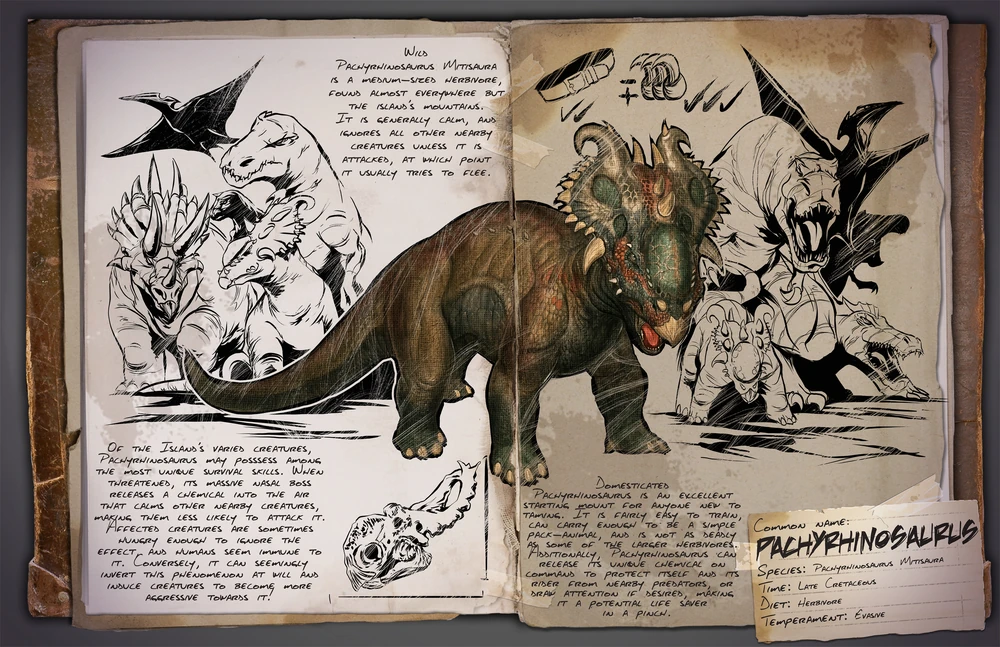 Wild
Pachyrhinosaurus Mitisaura
is a medium-sized herbivore,
found almost everywhere but
the island's mountains.
It is generally calm, and
ignores all other nearby
creatures unless it is
attacked, at which point
it usually tries to flee.
Of the Island's varied creatures,
Pachyrhinosaurus may possess among
the most unique survival skills. When
threatened, its massive nasal boss
releases a chemical into the air
that calms other nearby creatures,
making them less likely to attack it.
Affected creatures are sometimes
hungry enough to ignore the
effect, and humans seem immune to
it. Conversely, it can seemingly
invert this phenomenon at will and
induce creatures to become more
aggressive towards it!
Domesticated
Pachyrhinosaurus is an excellent
starting mount for anyone new to
taming. It is fairly easy to train,
can carry enough to be a simple
pack-animal, and is not as deadly
as some of the larger herbivores.
Additionally, Pachyrhinosaurus can
release its unique chemical on
command to protect itself and its
rider from nearby predators, or
draw attention if desired, making
it a potential life saver
in a pinch.
Common name:
Pachyrhinosaurus
Species: Pachyrhinosaurus Mitisaura
Time: Late Cretaceous
Diet: Herbivore
Temperament: Evasive